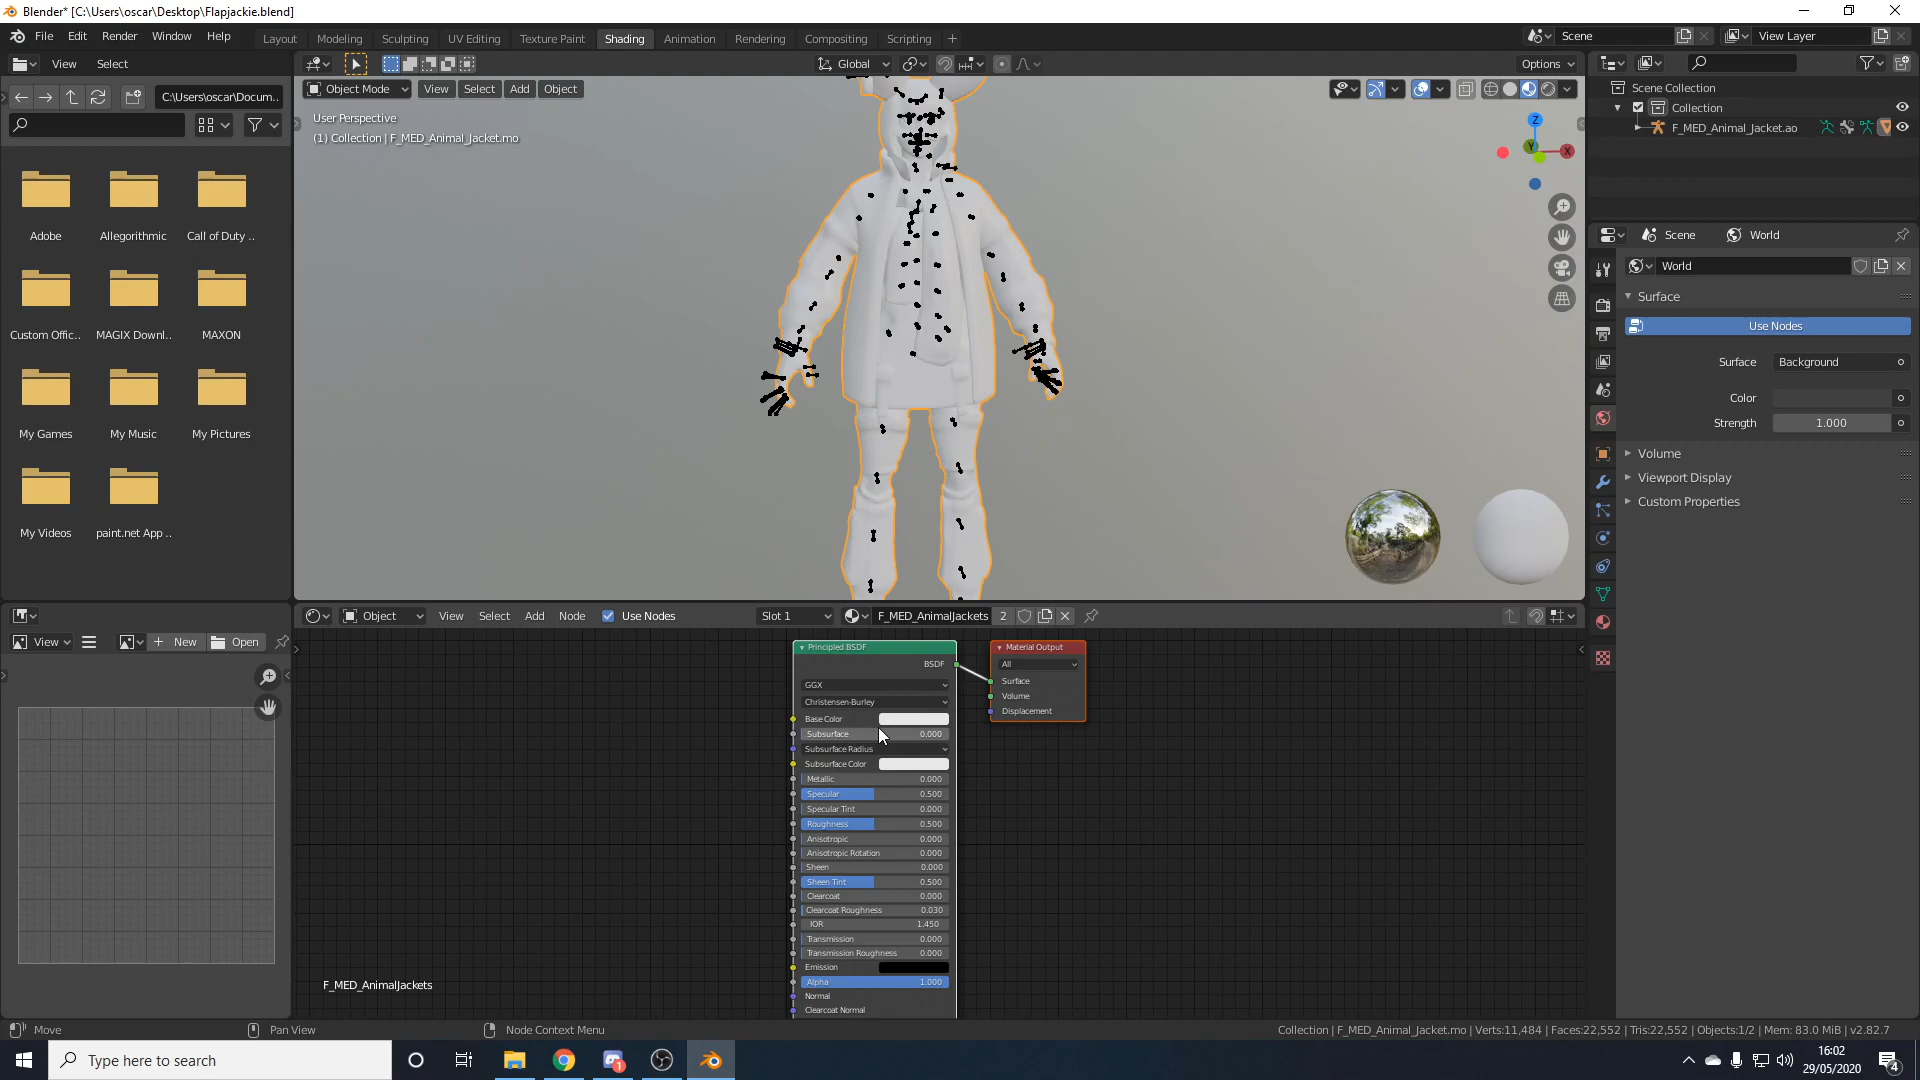 Blender* [C:\Users\oscar\Desktop\Flapjackie.blend]
File Edit Render Window Help
Layout Modeling Sculpting UV Editing Texture Paint Shading Animation Rendering Compositing Scripting +
Scene
View Layer
View Select
Global
Options
C:\Users\oscar\Docum..
Object Mode View Select Add Object
User Perspective
(1) Collection | F_MED_Animal_Jacket.mo
Z
Y
X
Adobe
Allegorithmic
Call of Duty ..
Custom Offic..
MAGIX Downl..
MAXON
My Games
My Music
My Pictures
My Videos
paint.net App ..
Scene Collection
Collection
F_MED_Animal_Jacket.ao
Scene World
World
Surface
Use Nodes
Surface Background
Color
Strength 1.000
Volume
Viewport Display
Custom Properties
View
New
Open
Object View Select Add Node Use Nodes Slot 1 F_MED_AnimalJackets 2
Principled BSDF
BSDF
GGX
Christensen-Burley
Base Color
Subsurface 0.000
Subsurface Radius
Subsurface Color
Metallic 0.000
Specular 0.500
Specular Tint 0.000
Roughness 0.500
Anisotropic 0.000
Anisotropic Rotation 0.000
Sheen 0.000
Sheen Tint 0.500
Clearcoat 0.000
Clearcoat Roughness 0.030
IOR 1.450
Transmission 0.000
Transmission Roughness 0.000
Emission
Alpha 1.000
Normal
Clearcoat Normal
Material Output
All
Surface
Volume
Displacement
F_MED_AnimalJackets
Move
Pan View
Node Context Menu
Collection | F_MED_Animal_Jacket.mo | Verts:11,484 | Faces:22,552 | Tris:22,552 | Objects:1/2 | Mem: 83.0 MiB | v2.82.7
Type here to search
1
16:02
29/05/2020
4